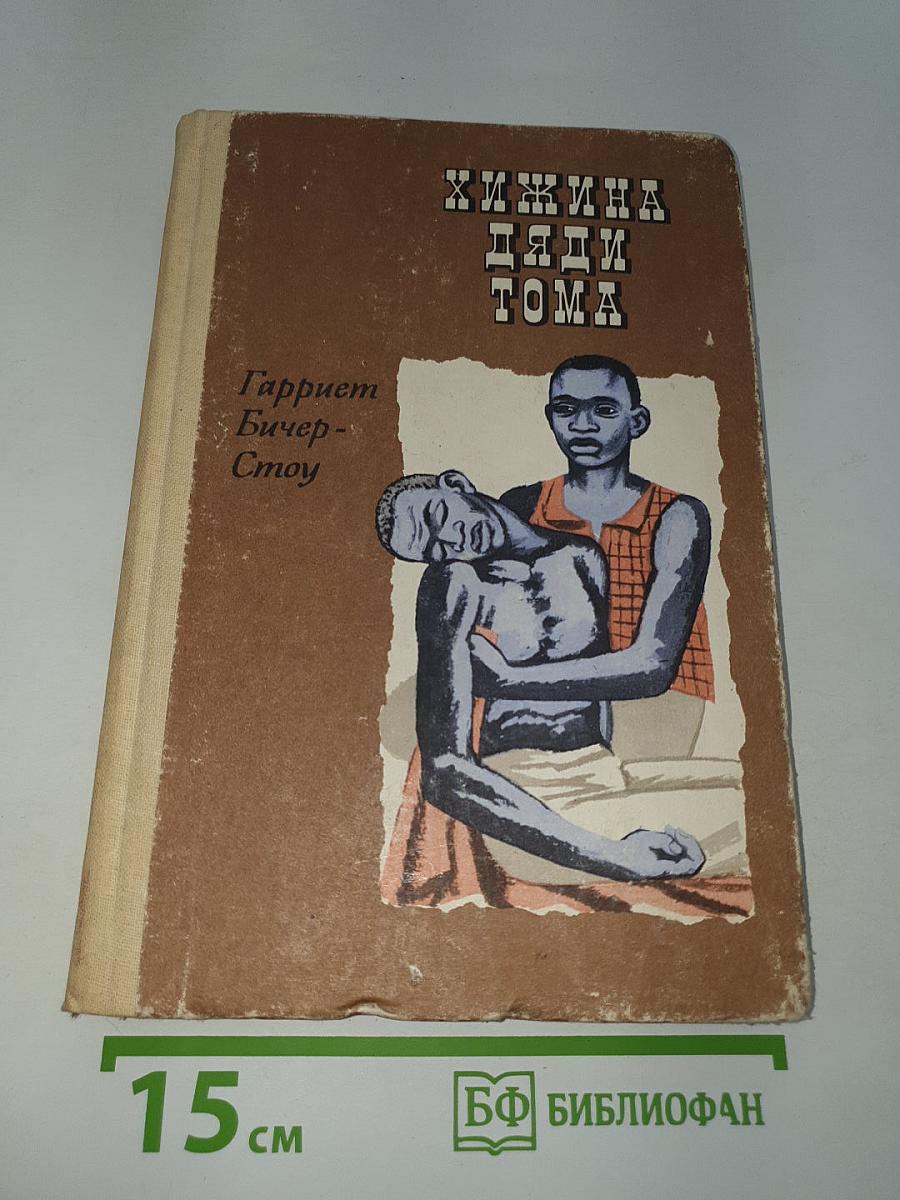 ХИЖИНА
ДЯДИ
ТОМА
Гарриет
Бичер-
Стоу
15 см
БФ БИБЛИОФАН